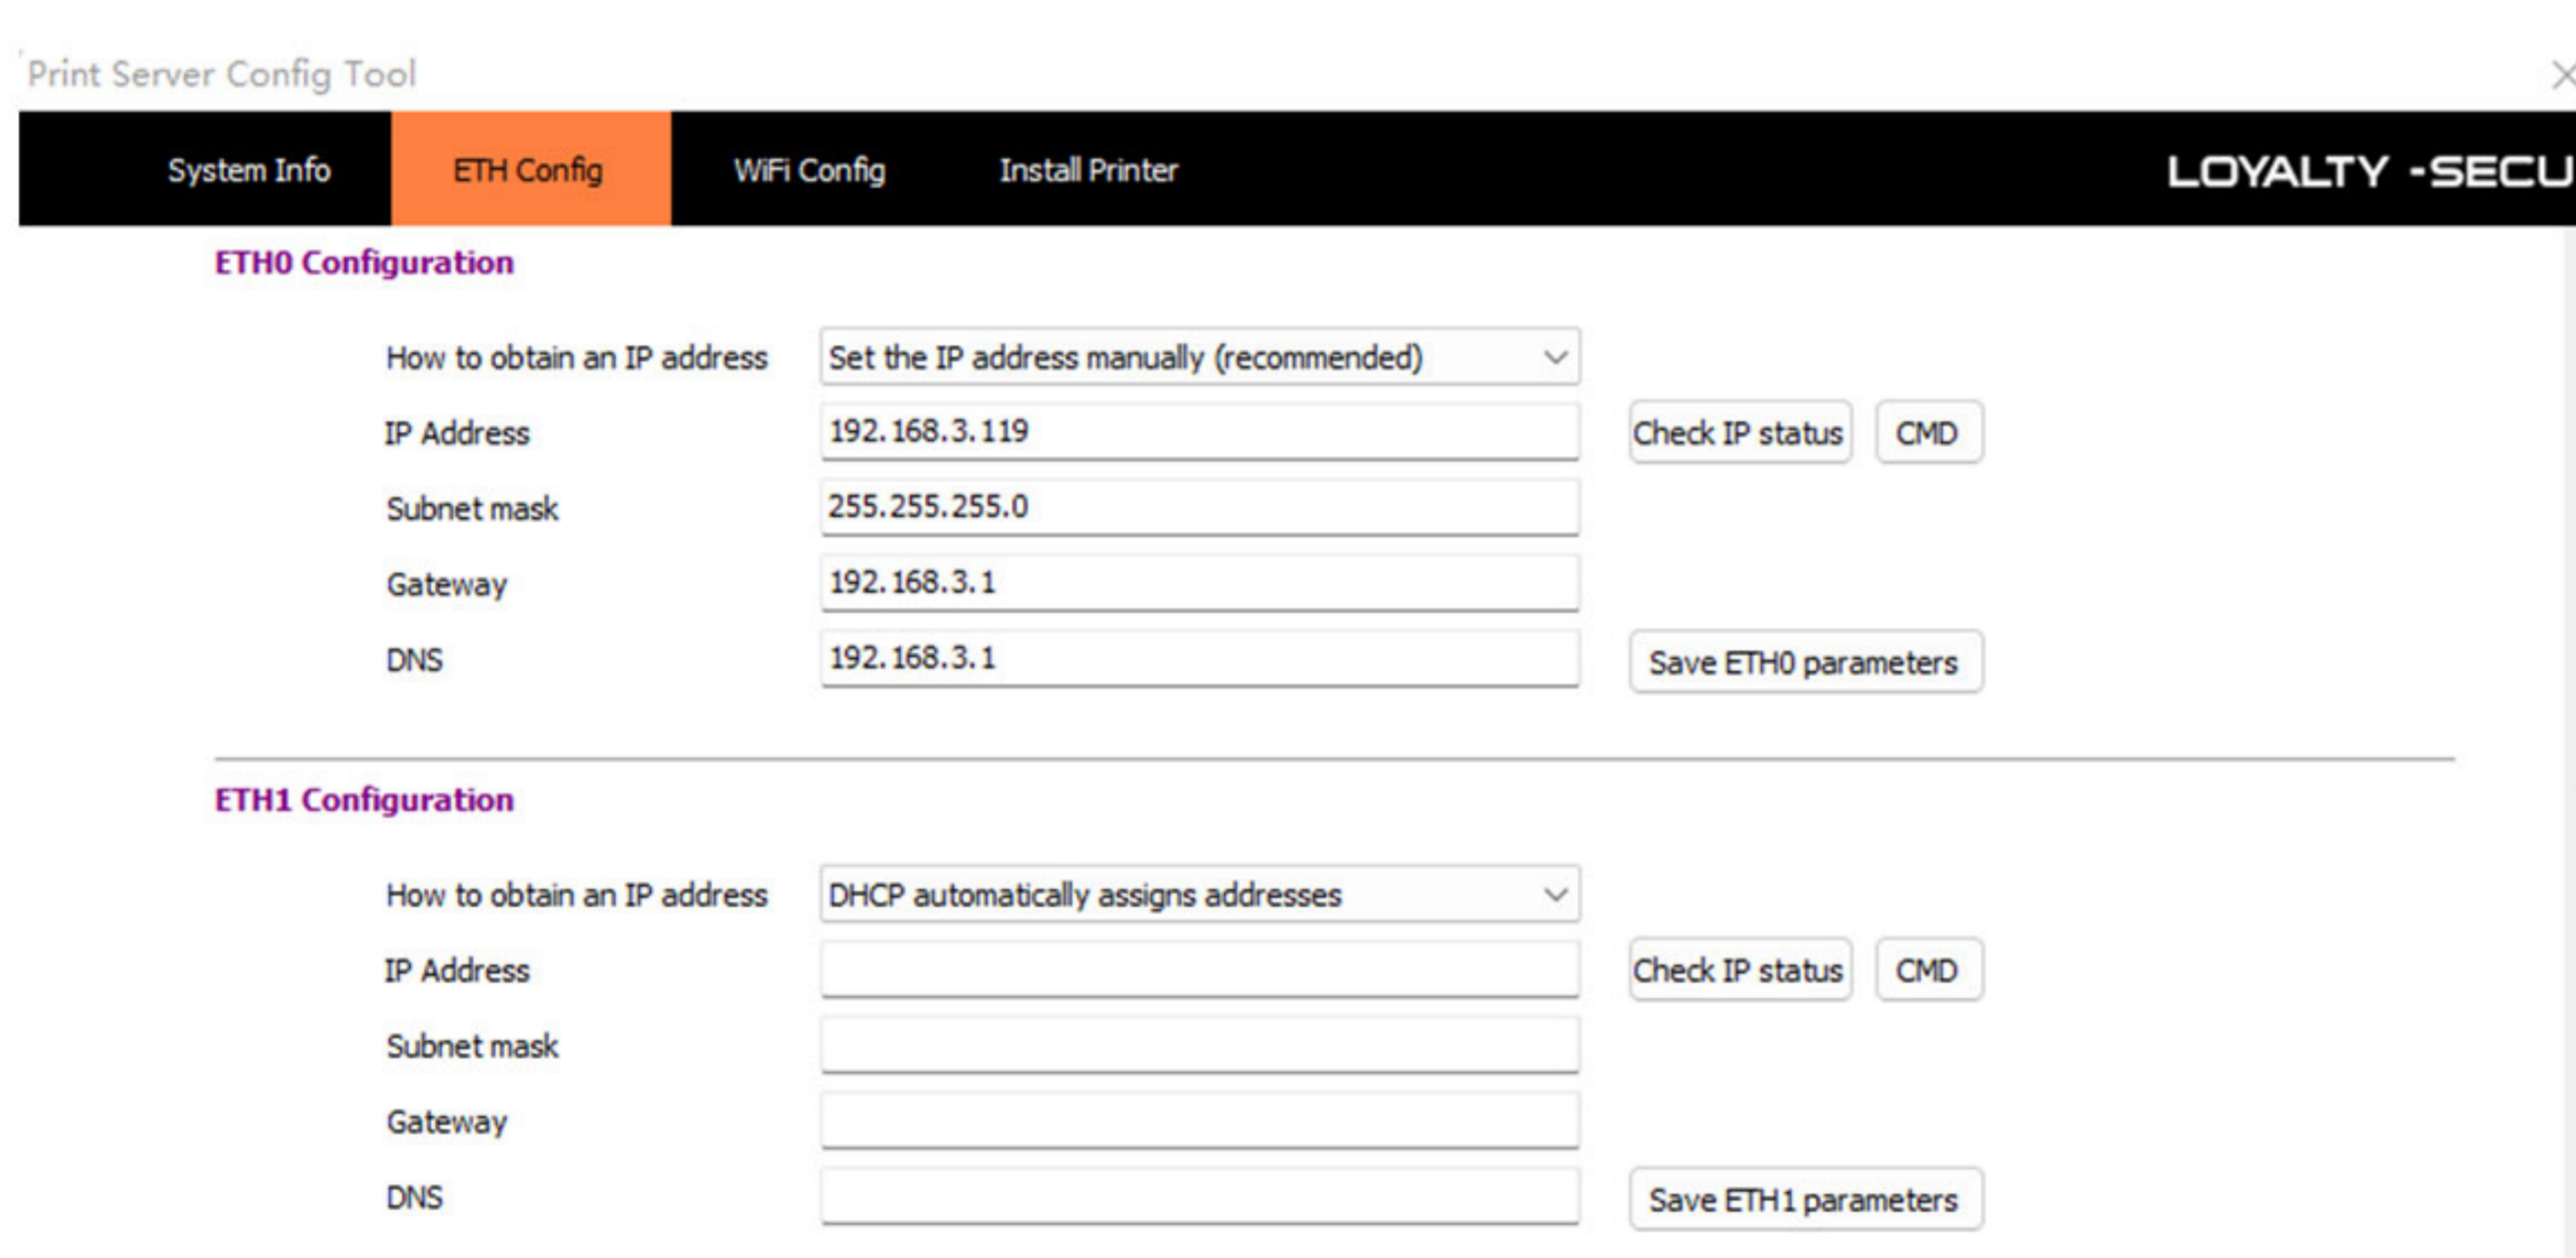 Print Server Config Tool
System Info ETH Config WiFi Config Install Printer LOYALTY -SECU
ETH0 Configuration
How to obtain an IP address Set the IP address manually (recommended)
IP Address 192.168.3.119 Check IP status CMD
Subnet mask 255.255.255.0
Gateway 192.168.3.1
DNS 192.168.3.1 Save ETH0 parameters
ETH1 Configuration
How to obtain an IP address DHCP automatically assigns addresses
IP Address Check IP status CMD
Subnet mask
Gateway
DNS Save ETH1 parameters